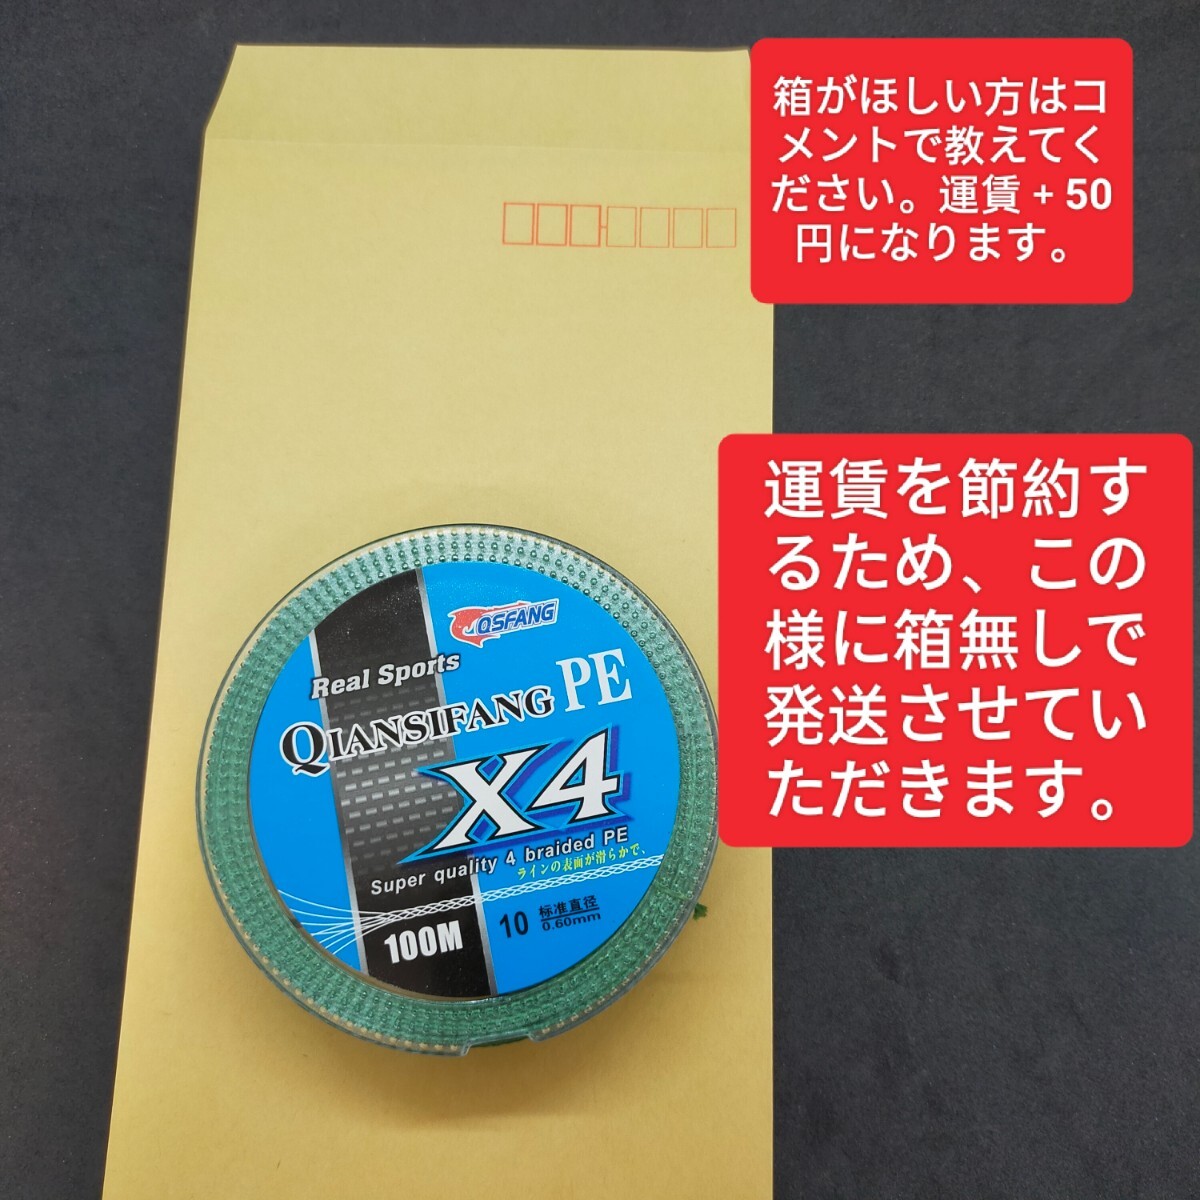 箱がほしい方はコ
メントで教えてく
ださい。運賃 + 50
円になります。
運賃を節約す
るため、この
様に箱無しで
発送させてい
ただきます。
QSFANG
Real Sports
QIANSIFANG PE
X4
Super quality 4 braided PE
ラインの表面が滑らかで、
100M
10 标准直径
0.60mm